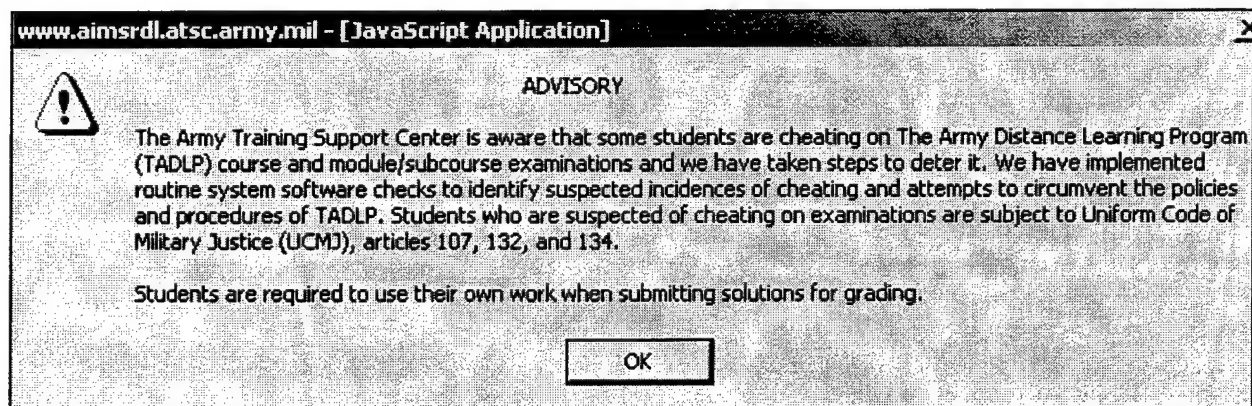 www.aimsrdl.atsc.army.mil - [JavaScript Application]
ADVISORY
The Army Training Support Center is aware that some students are cheating on The Army Distance Learning Program
(TADLP) course and module/subcourse examinations and we have taken steps to deter it. We have implemented
routine system software checks to identify suspected incidences of cheating and attempts to circumvent the policies
and procedures of TADLP. Students who are suspected of cheating on examinations are subject to Uniform Code of
Military Justice (UCMJ), articles 107, 132, and 134.
Students are required to use their own work when submitting solutions for grading.
OK